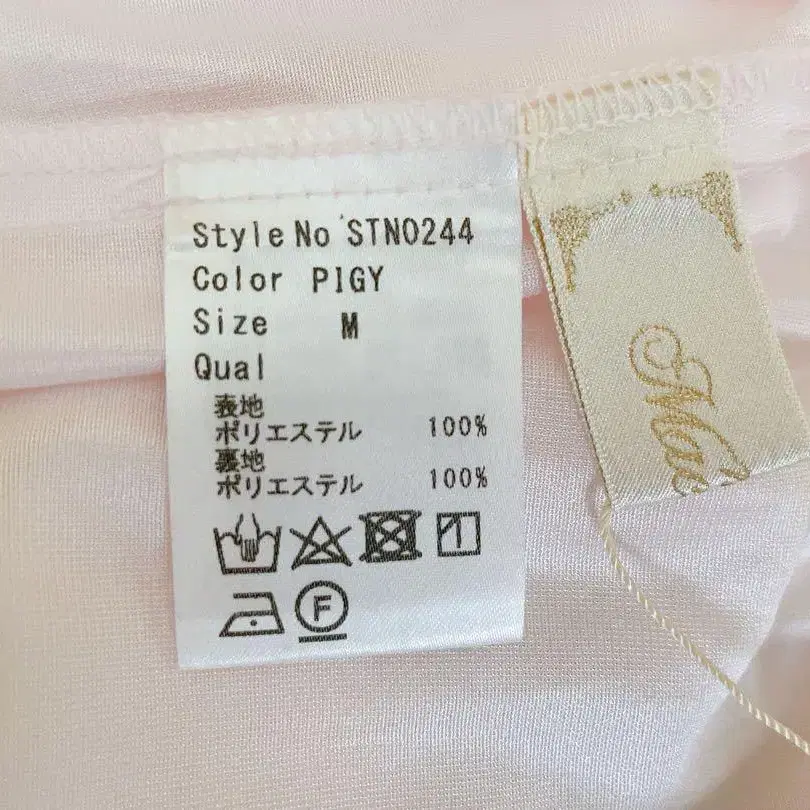 Style No STN0244
Color PIGY
Size M
Qual
表地
ポリエステル 100%
裏地
ポリエステル 100%
F